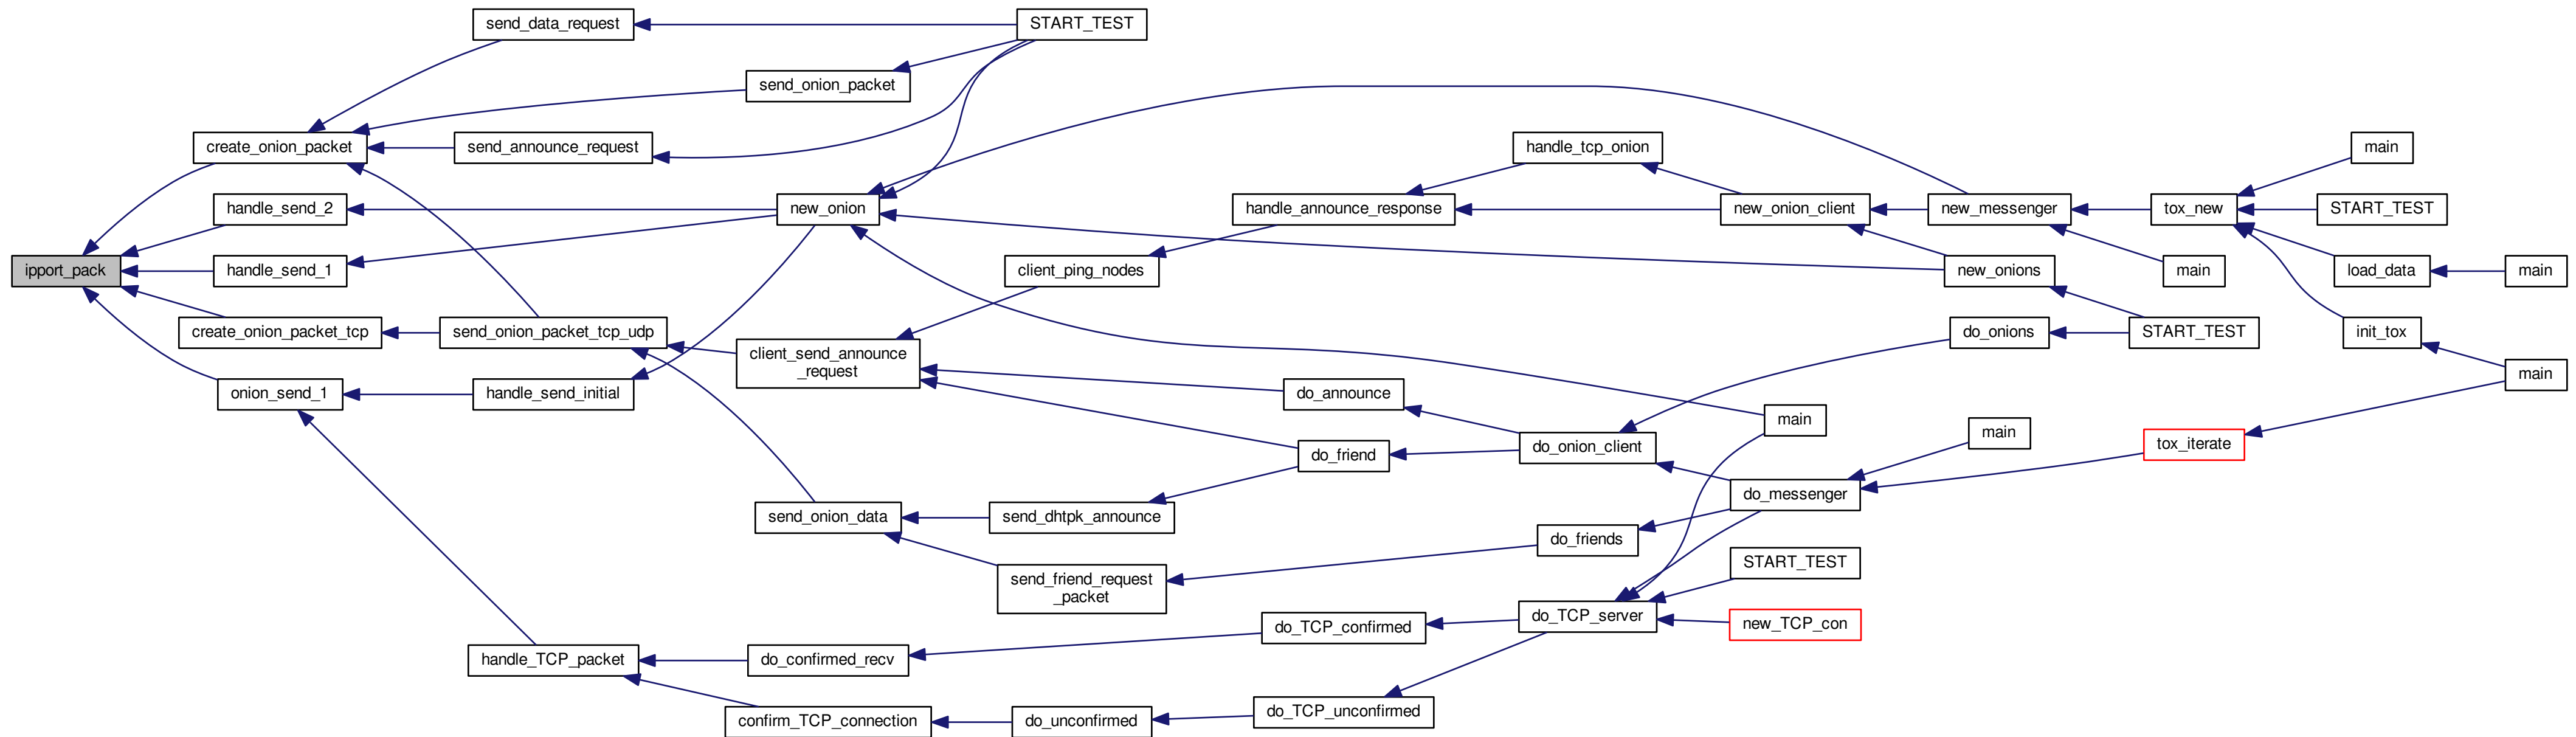 send_data_request
START_TEST
send_onion_packet
create_onion_packet
send_announce_request
handle_tcp_onion
main
handle_send_2
new_onion
handle_announce_response
new_onion_client
new_messenger
tox_new
START_TEST
ipport_pack
handle_send_1
client_ping_nodes
new_onions
main
load_data
main
create_onion_packet_tcp
send_onion_packet_tcp_udp
client_send_announce
_request
do_onions
START_TEST
init_tox
main
onion_send_1
handle_send_initial
do_announce
main
do_friend
do_onion_client
main
tox_iterate
do_messenger
send_onion_data
send_dhtpk_announce
do_friends
START_TEST
send_friend_request
_packet
do_TCP_server
new_TCP_con
do_TCP_confirmed
handle_TCP_packet
do_confirmed_recv
confirm_TCP_connection
do_unconfirmed
do_TCP_unconfirmed